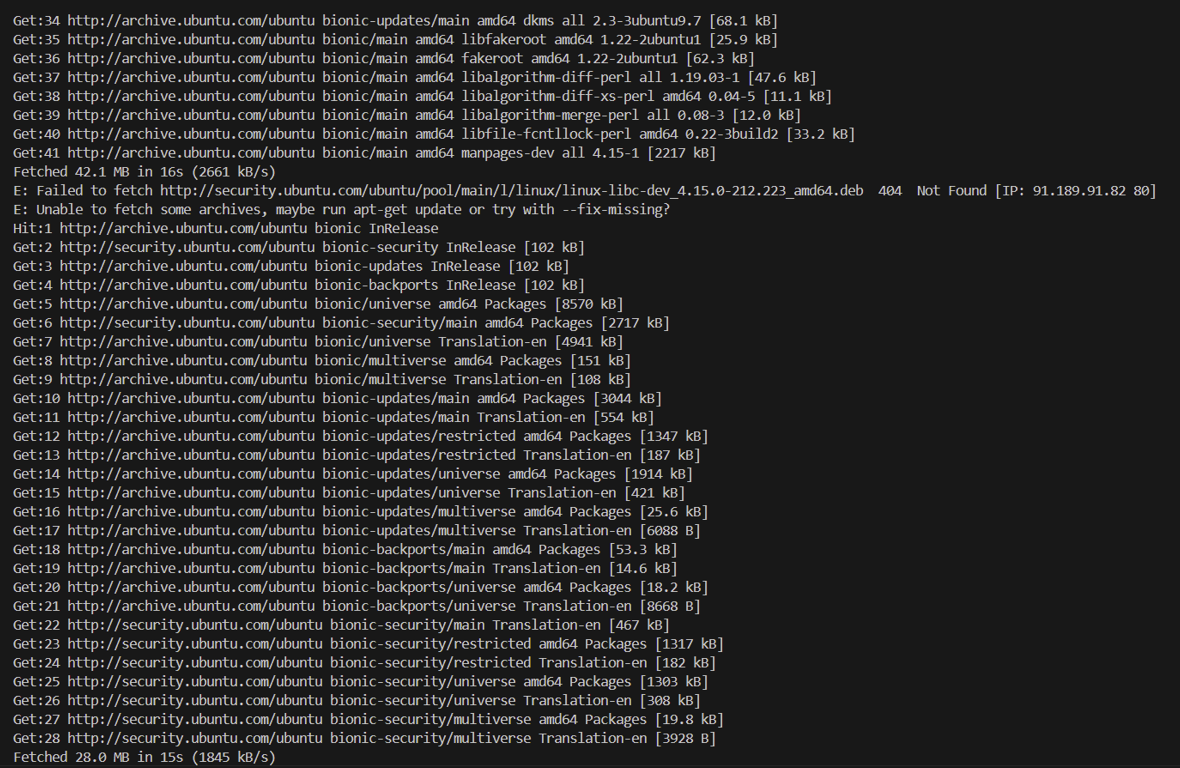 Get:34 http://archive.ubuntu.com/ubuntu bionic-updates/main amd64 dkms all 2.3-3ubuntu9.7 [68.1 kB]
Get:35 http://archive.ubuntu.com/ubuntu bionic/main amd64 libfakeroot amd64 1.22-2ubuntu1 [25.9 kB]
Get:36 http://archive.ubuntu.com/ubuntu bionic/main amd64 fakeroot amd64 1.22-2ubuntu1 [62.3 kB]
Get:37 http://archive.ubuntu.com/ubuntu bionic/main amd64 libalgorithm-diff-perl all 1.19.03-1 [47.6 kB]
Get:38 http://archive.ubuntu.com/ubuntu bionic/main amd64 libalgorithm-diff-xs-perl amd64 0.04-5 [11.1 kB]
Get:39 http://archive.ubuntu.com/ubuntu bionic/main amd64 libalgorithm-merge-perl all 0.08-3 [12.0 kB]
Get:40 http://archive.ubuntu.com/ubuntu bionic/main amd64 libfile-fcntllock-perl amd64 0.22-3build2 [33.2 kB]
Get:41 http://archive.ubuntu.com/ubuntu bionic/main amd64 manpages-dev all 4.15-1 [2217 kB]
Fetched 42.1 MB in 16s (2661 kB/s)
E: Failed to fetch http://security.ubuntu.com/ubuntu/pool/main/l/linux/linux-libc-dev_4.15.0-212.223_amd64.deb  404  Not Found [IP: 91.189.91.82 80]
E: Unable to fetch some archives, maybe run apt-get update or try with --fix-missing?
Hit:1 http://archive.ubuntu.com/ubuntu bionic InRelease
Get:2 http://security.ubuntu.com/ubuntu bionic-security InRelease [102 kB]
Get:3 http://archive.ubuntu.com/ubuntu bionic-updates InRelease [102 kB]
Get:4 http://archive.ubuntu.com/ubuntu bionic-backports InRelease [102 kB]
Get:5 http://archive.ubuntu.com/ubuntu bionic/universe amd64 Packages [8570 kB]
Get:6 http://security.ubuntu.com/ubuntu bionic-security/main amd64 Packages [2717 kB]
Get:7 http://archive.ubuntu.com/ubuntu bionic/universe Translation-en [4941 kB]
Get:8 http://archive.ubuntu.com/ubuntu bionic/multiverse amd64 Packages [151 kB]
Get:9 http://archive.ubuntu.com/ubuntu bionic/multiverse Translation-en [108 kB]
Get:10 http://archive.ubuntu.com/ubuntu bionic-updates/main amd64 Packages [3044 kB]
Get:11 http://archive.ubuntu.com/ubuntu bionic-updates/main Translation-en [554 kB]
Get:12 http://archive.ubuntu.com/ubuntu bionic-updates/restricted amd64 Packages [1347 kB]
Get:13 http://archive.ubuntu.com/ubuntu bionic-updates/restricted Translation-en [187 kB]
Get:14 http://archive.ubuntu.com/ubuntu bionic-updates/universe amd64 Packages [1914 kB]
Get:15 http://archive.ubuntu.com/ubuntu bionic-updates/universe Translation-en [421 kB]
Get:16 http://archive.ubuntu.com/ubuntu bionic-updates/multiverse amd64 Packages [25.6 kB]
Get:17 http://archive.ubuntu.com/ubuntu bionic-updates/multiverse Translation-en [6088 B]
Get:18 http://archive.ubuntu.com/ubuntu bionic-backports/main amd64 Packages [53.3 kB]
Get:19 http://archive.ubuntu.com/ubuntu bionic-backports/main Translation-en [14.6 kB]
Get:20 http://archive.ubuntu.com/ubuntu bionic-backports/universe amd64 Packages [18.2 kB]
Get:21 http://archive.ubuntu.com/ubuntu bionic-backports/universe Translation-en [8668 B]
Get:22 http://security.ubuntu.com/ubuntu bionic-security/main Translation-en [467 kB]
Get:23 http://security.ubuntu.com/ubuntu bionic-security/restricted amd64 Packages [1317 kB]
Get:24 http://security.ubuntu.com/ubuntu bionic-security/restricted Translation-en [182 kB]
Get:25 http://security.ubuntu.com/ubuntu bionic-security/universe amd64 Packages [1303 kB]
Get:26 http://security.ubuntu.com/ubuntu bionic-security/universe Translation-en [308 kB]
Get:27 http://security.ubuntu.com/ubuntu bionic-security/multiverse amd64 Packages [19.8 kB]
Get:28 http://security.ubuntu.com/ubuntu bionic-security/multiverse Translation-en [3928 B]
Fetched 28.0 MB in 15s (1845 kB/s)